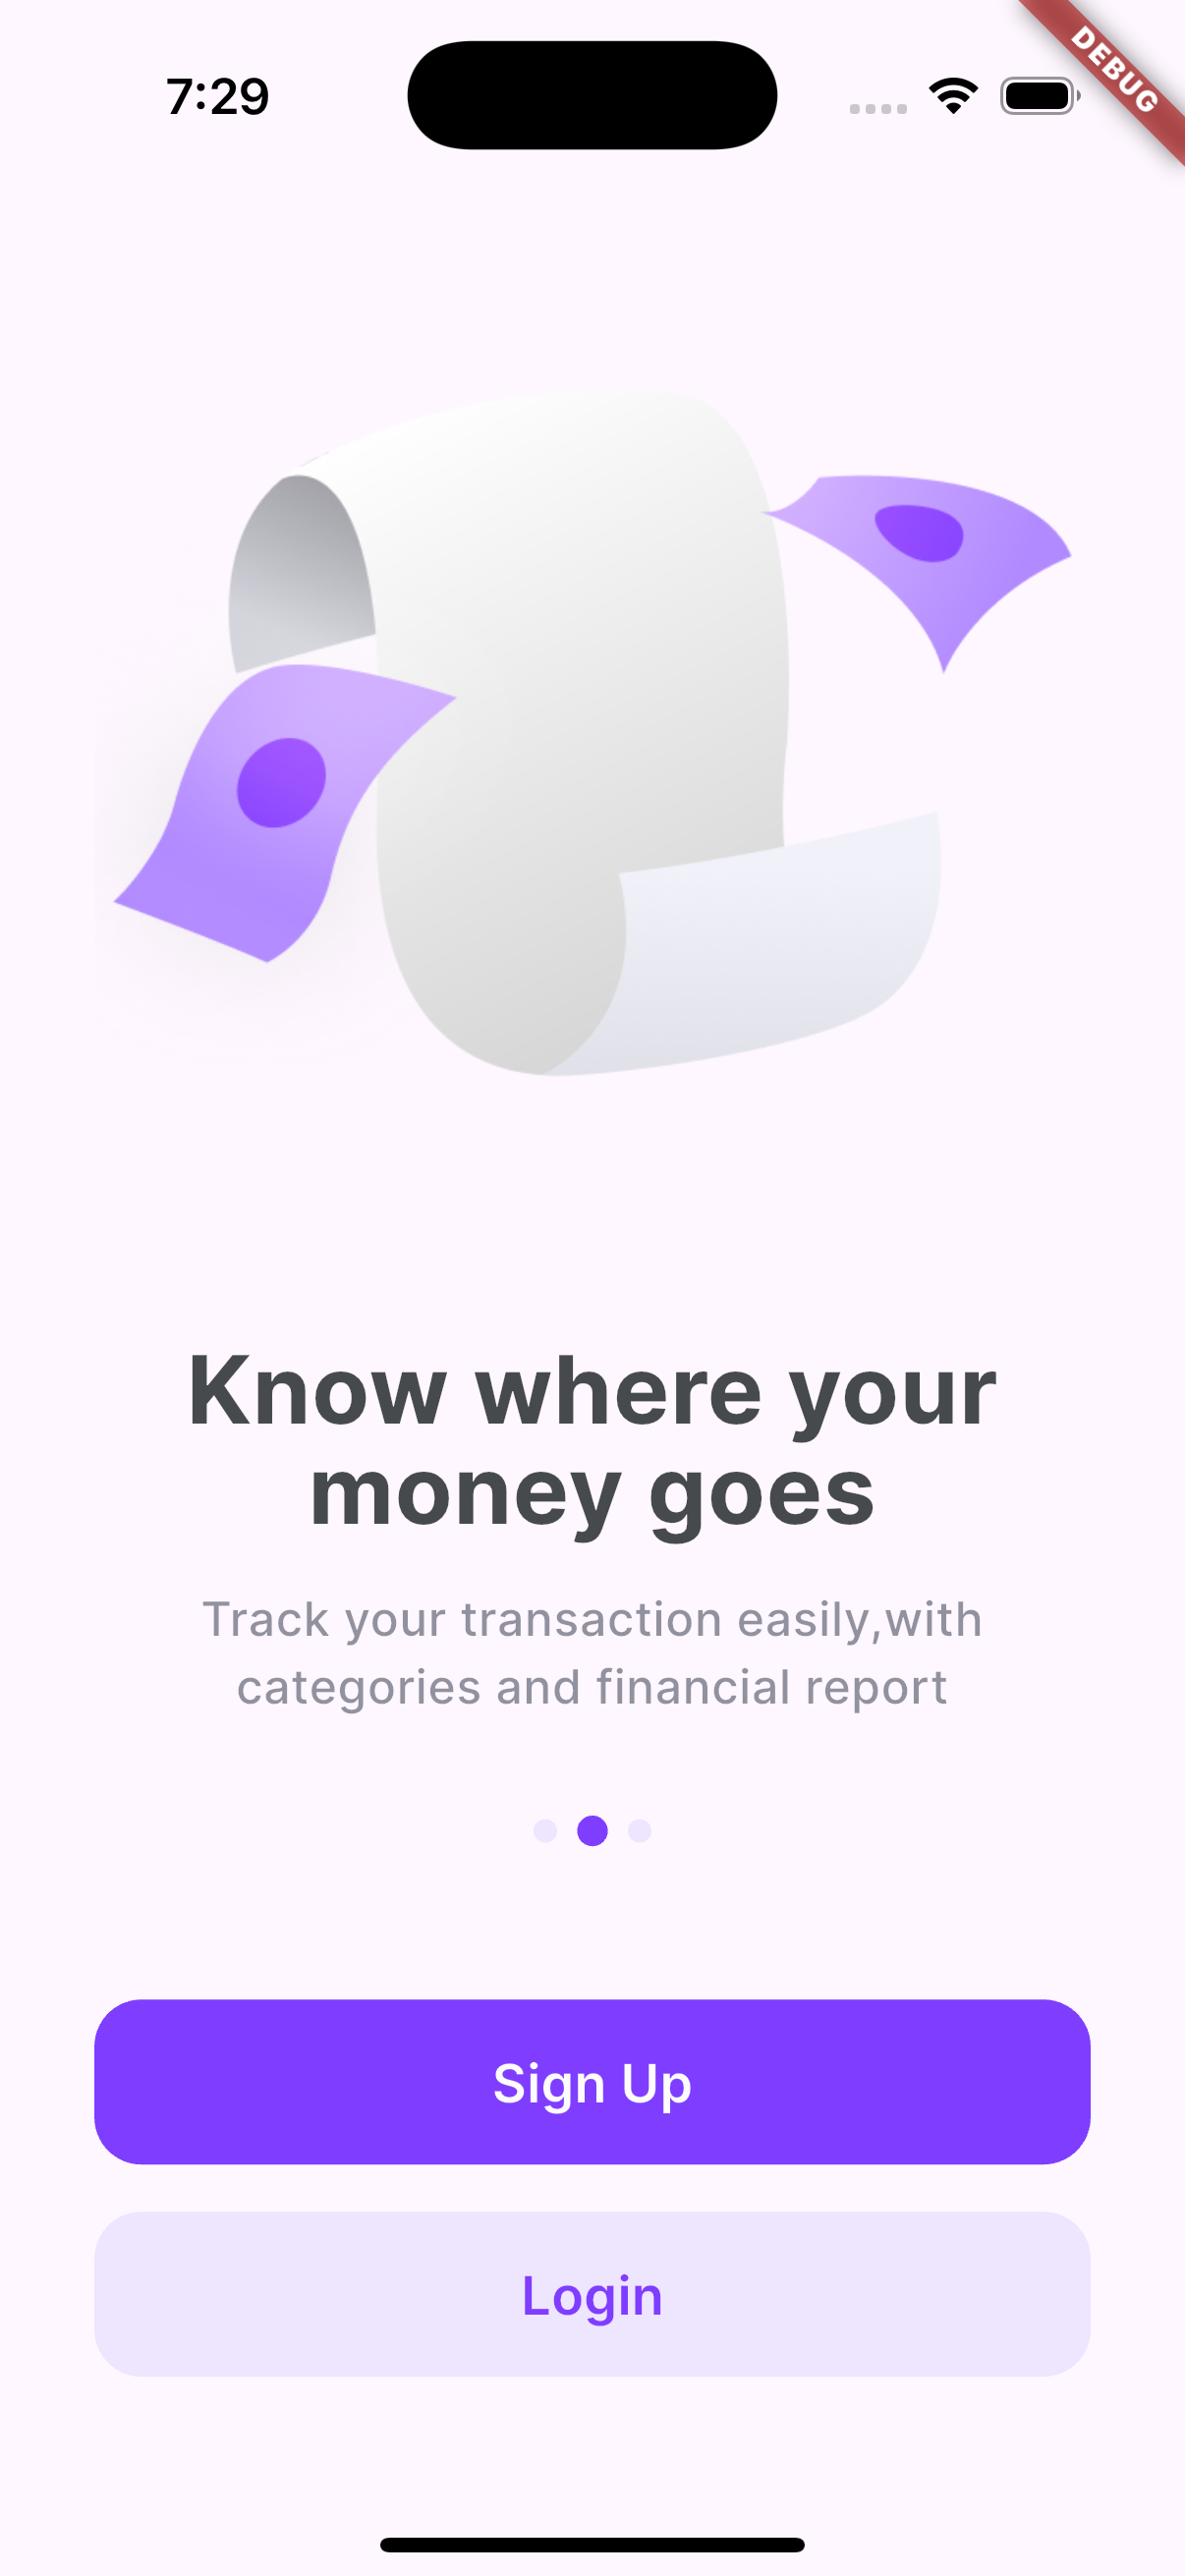 7:29
DEBUG
Know where your
money goes
Track your transaction easily,with
categories and financial report
Sign Up
Login